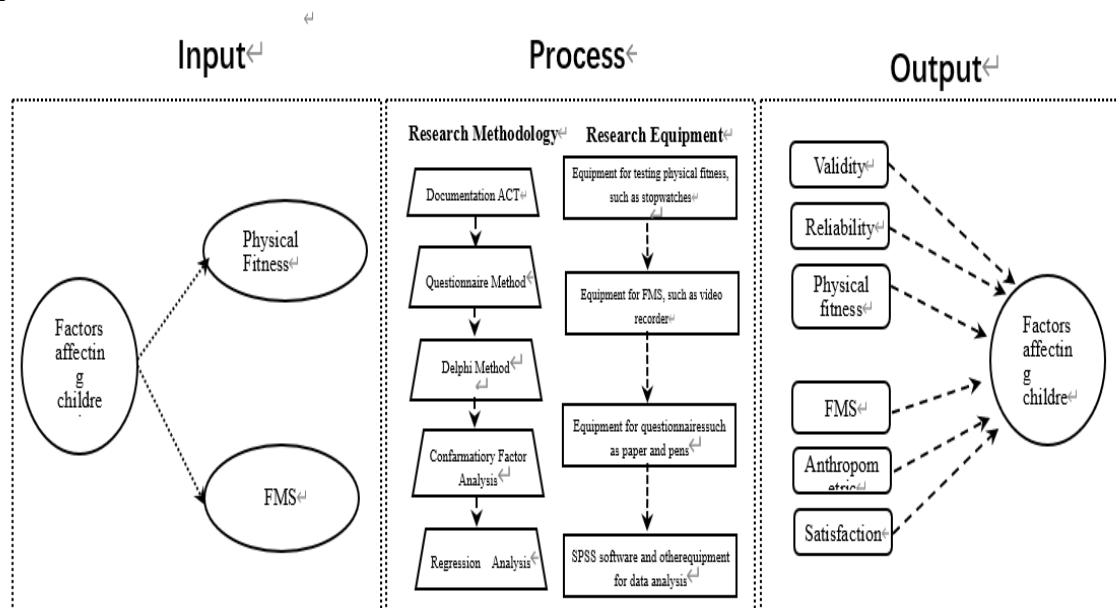 Input
Process
Output
Factors
affectin
g
childre
Physical
Fitness
FMS
Research Methodology
Documentation ACT
Questionnaire Method
Delphi Method
Confarmatiory Factor
Analysis
Regression Analysis
Research Equipment
Equipment for testing physical fitness,
such as stopwatches
Equipment for FMS, such as video
recorder
Equipment for questionnairessuch
as paper and pens
SPSS software and otherequipment
for data analysis
Validity
Reliability
Physical
fitness
FMS
Anthropom
etric
Satisfaction
Factors
affectin
g
childre